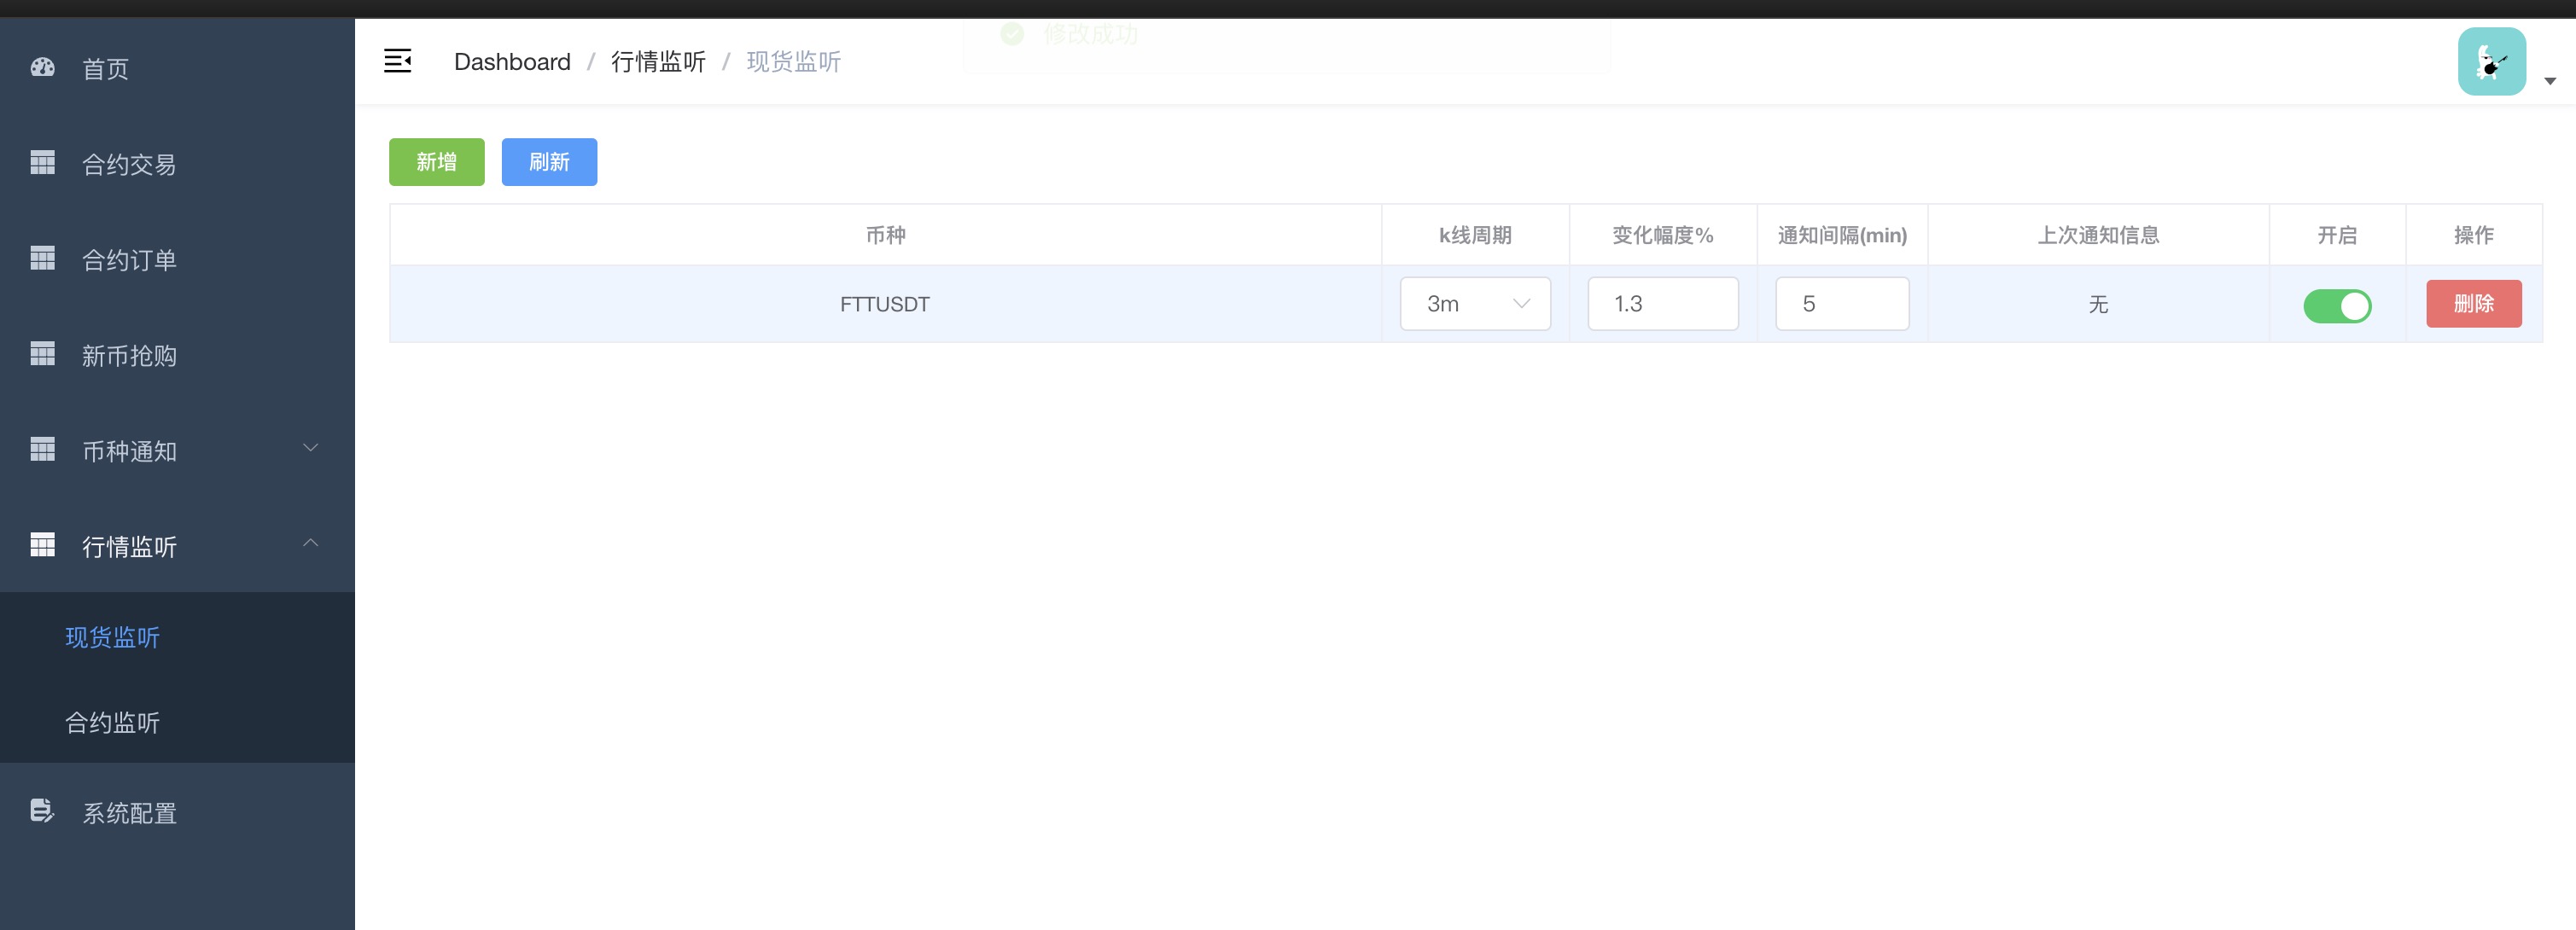 修改成功
Dashboard / 行情监听 / 现货监听
首页
合约交易
合约订单
新币抢购
币种通知
行情监听
现货监听
合约监听
系统配置
新增 刷新
币种 k线周期 变化幅度% 通知间隔(min) 上次通知信息 开启 操作
FTTUSDT 3m 1.3 5 无 删除